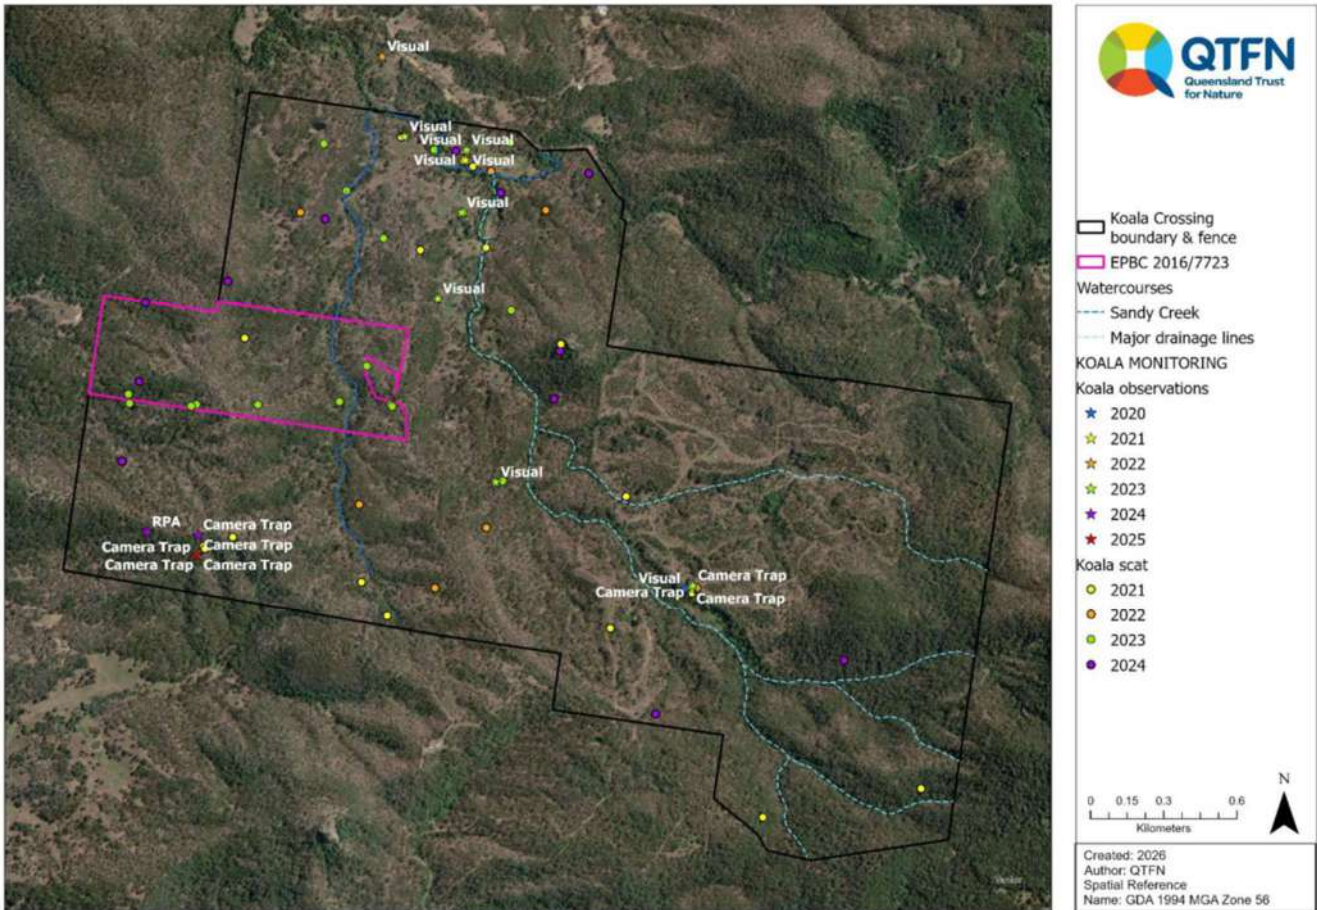 Visual
Visual
Visual
Visual
Visual
Visual
Visual
Visual
Visual
RPA
Camera Trap
Camera Trap
Camera Trap
Camera Trap
Camera Trap
Visual
Camera Trap
Camera Trap
Camera Trap
QTFN
Queensland Trust
for Nature
Koala Crossing
boundary & fence
EPBC 2016/7723
Watercourses
Sandy Creek
Major drainage lines
KOALA MONITORING
Koala observations
2020
2021
2022
2023
2024
2025
Koala scat
2021
2022
2023
2024
N
0 0.15 0.3 0.6
Kilometers
Created: 2026
Author: QTFN
Spatial Reference
Name: GDA 1994 MGA Zone 56